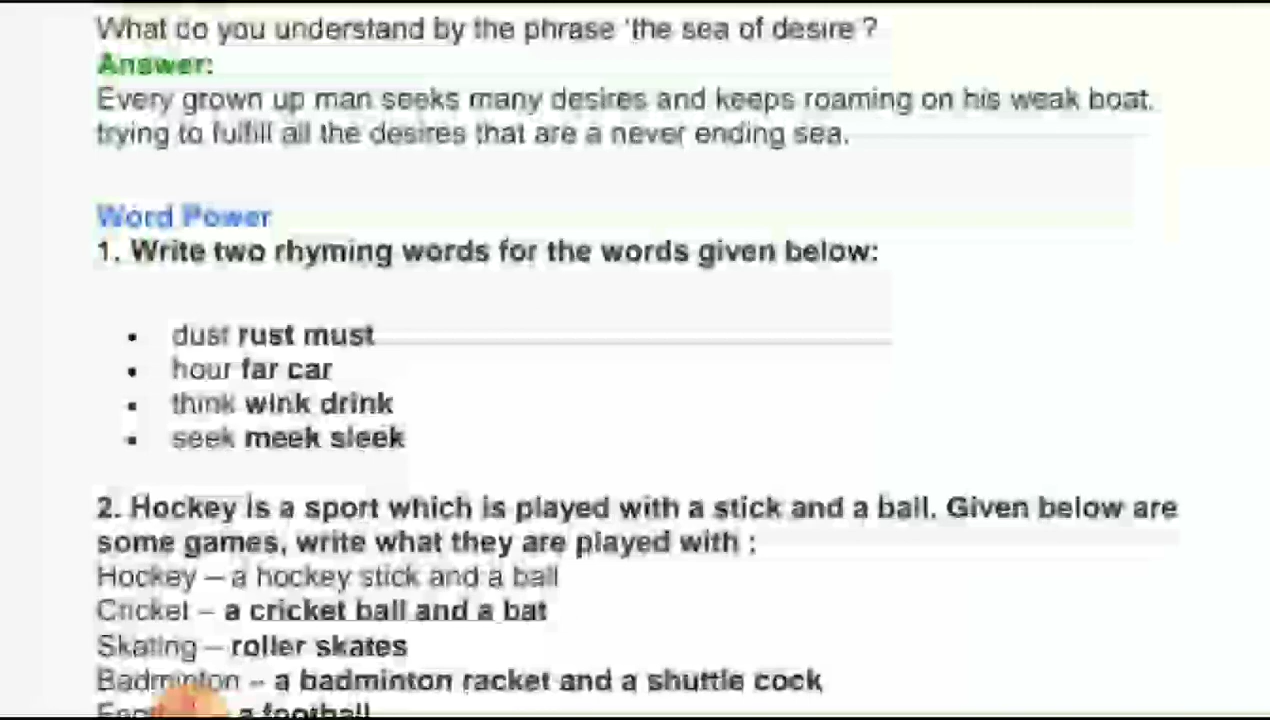 What do you understand by the phrase 'the sea of desire'?
Answer:
Every grown up man seeks many desires and keeps roaming on his weak boat,
trying to fulfill all the desires that are a never ending sea.
Word Power
1. Write two rhyming words for the words given below:
• dust rust must
• hour far car
• think wink drink
• seek meek sleek
2. Hockey is a sport which is played with a stick and a ball. Given below are
some games, write what they are played with :
Hockey – a hockey stick and a ball
Cricket – a cricket ball and a bat
Skating – roller skates
Badminton – a badminton racket and a shuttle cock
a football